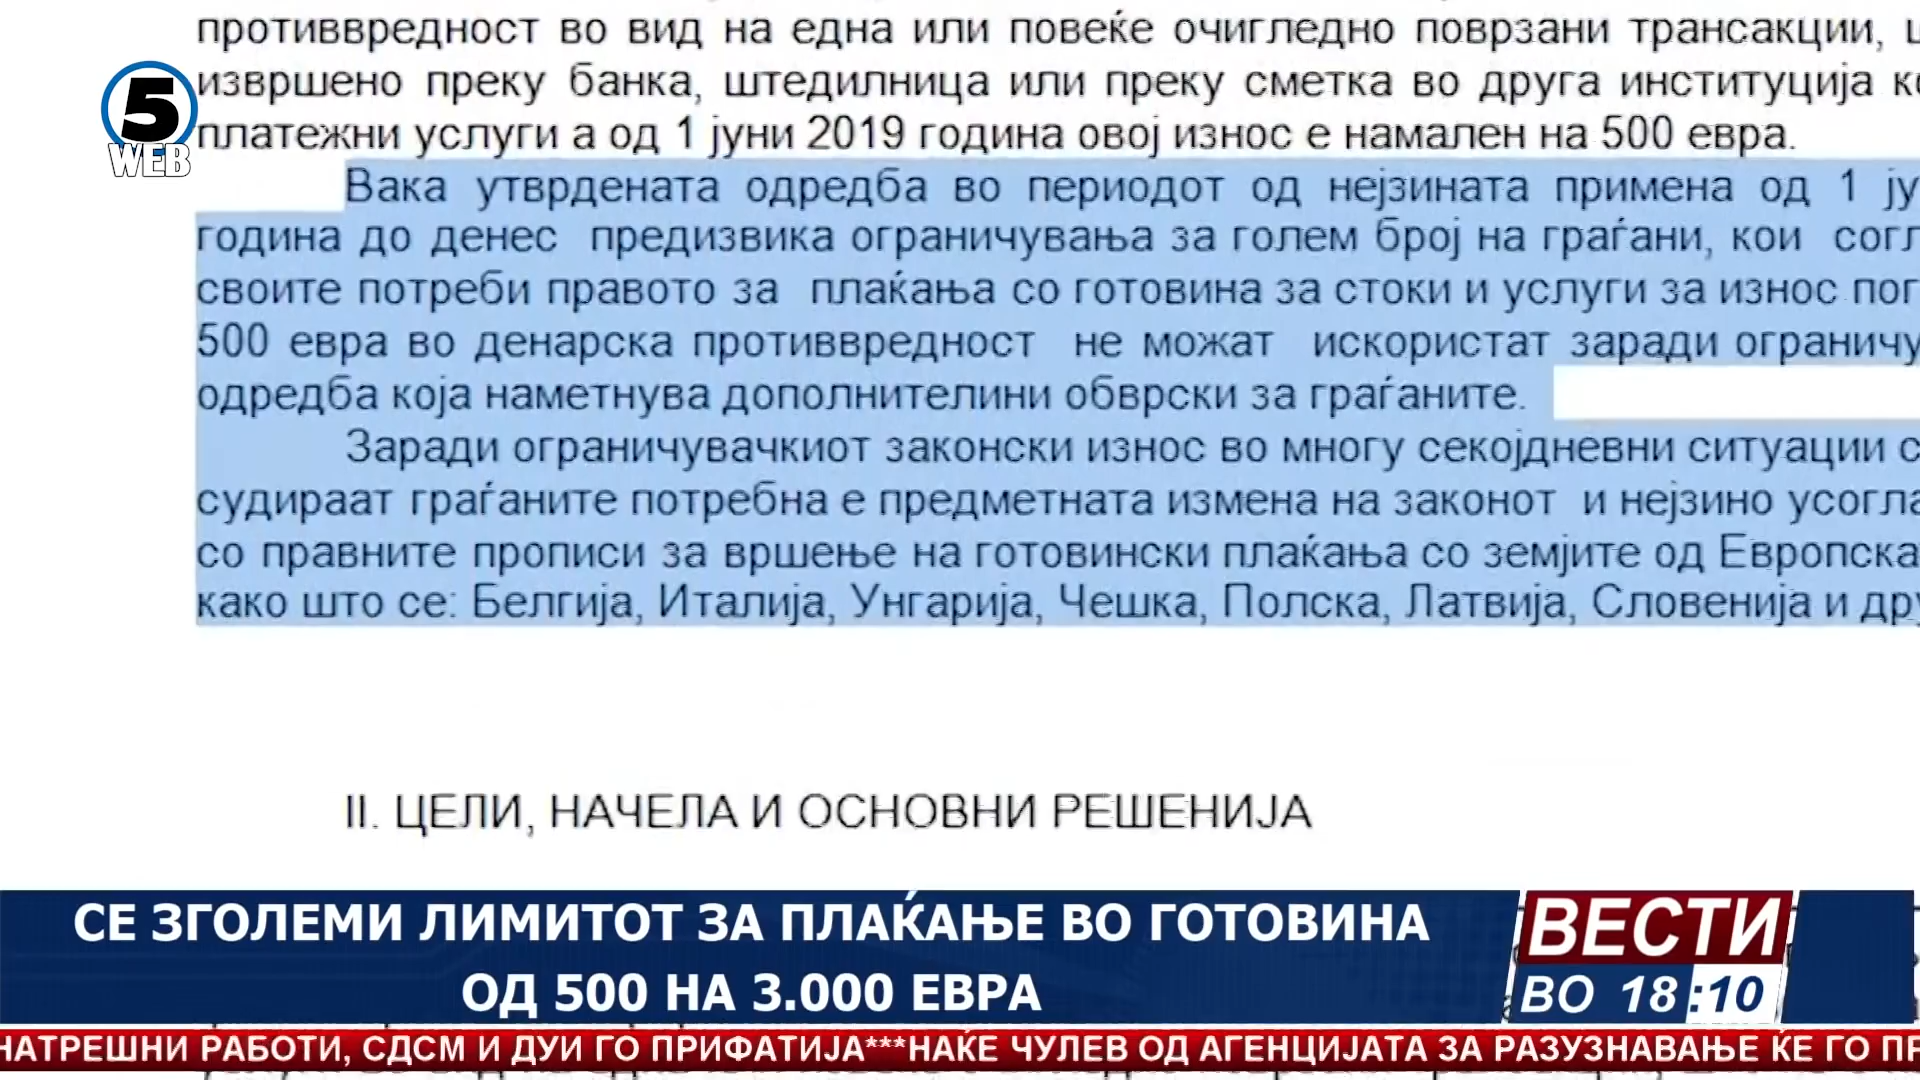 противвредност во вид на една или повеќе очигледно поврзани трансакции,
извршено преку банка, штедилница или преку сметка во друга институција
платежни услуги а од 1 јуни 2019 година овој износ е намален на 500 евра.
5
WEB
Вака утврдената одредба во периодот од нејзината примена од 1
година до денес предизвика ограничувања за голем број на граѓани, кои
своите потреби правото за плаќања со готовина за стоки и услуги за износ
500 евра во денарска противвредност не можат искористат заради
одредба која наметнува дополнителини обврски за граѓаните.
Заради ограничувачкиот законски износ во многу секојдневни ситуации
судираат граѓаните потребна е предметната измена на законот и нејзино
со правните прописи за вршење на готовински плаќања со земјите од
како што се: Белгија, Италија, Унгарија, Чешка, Полска, Латвија, Словенија и
II. ЦЕЛИ, НАЧЕЛА И ОСНОВНИ РЕШЕНИЈА
СЕ ЗГОЛЕМИ ЛИМИТОТ ЗА ПЛАЌАЊЕ ВО ГОТОВИНА
ОД 500 НА 3.000 ЕВРА
ВЕСТИ
ВО 18:10
НАТРЕШНИ РАБОТИ, СДСМ И ДУИ ГО ПРИФАТИЈА***НАЌЕ ЧУЛЕВ ОД АГЕНЦИЈАТА ЗА РАЗУЗНАВАЊЕ ЌЕ ГО